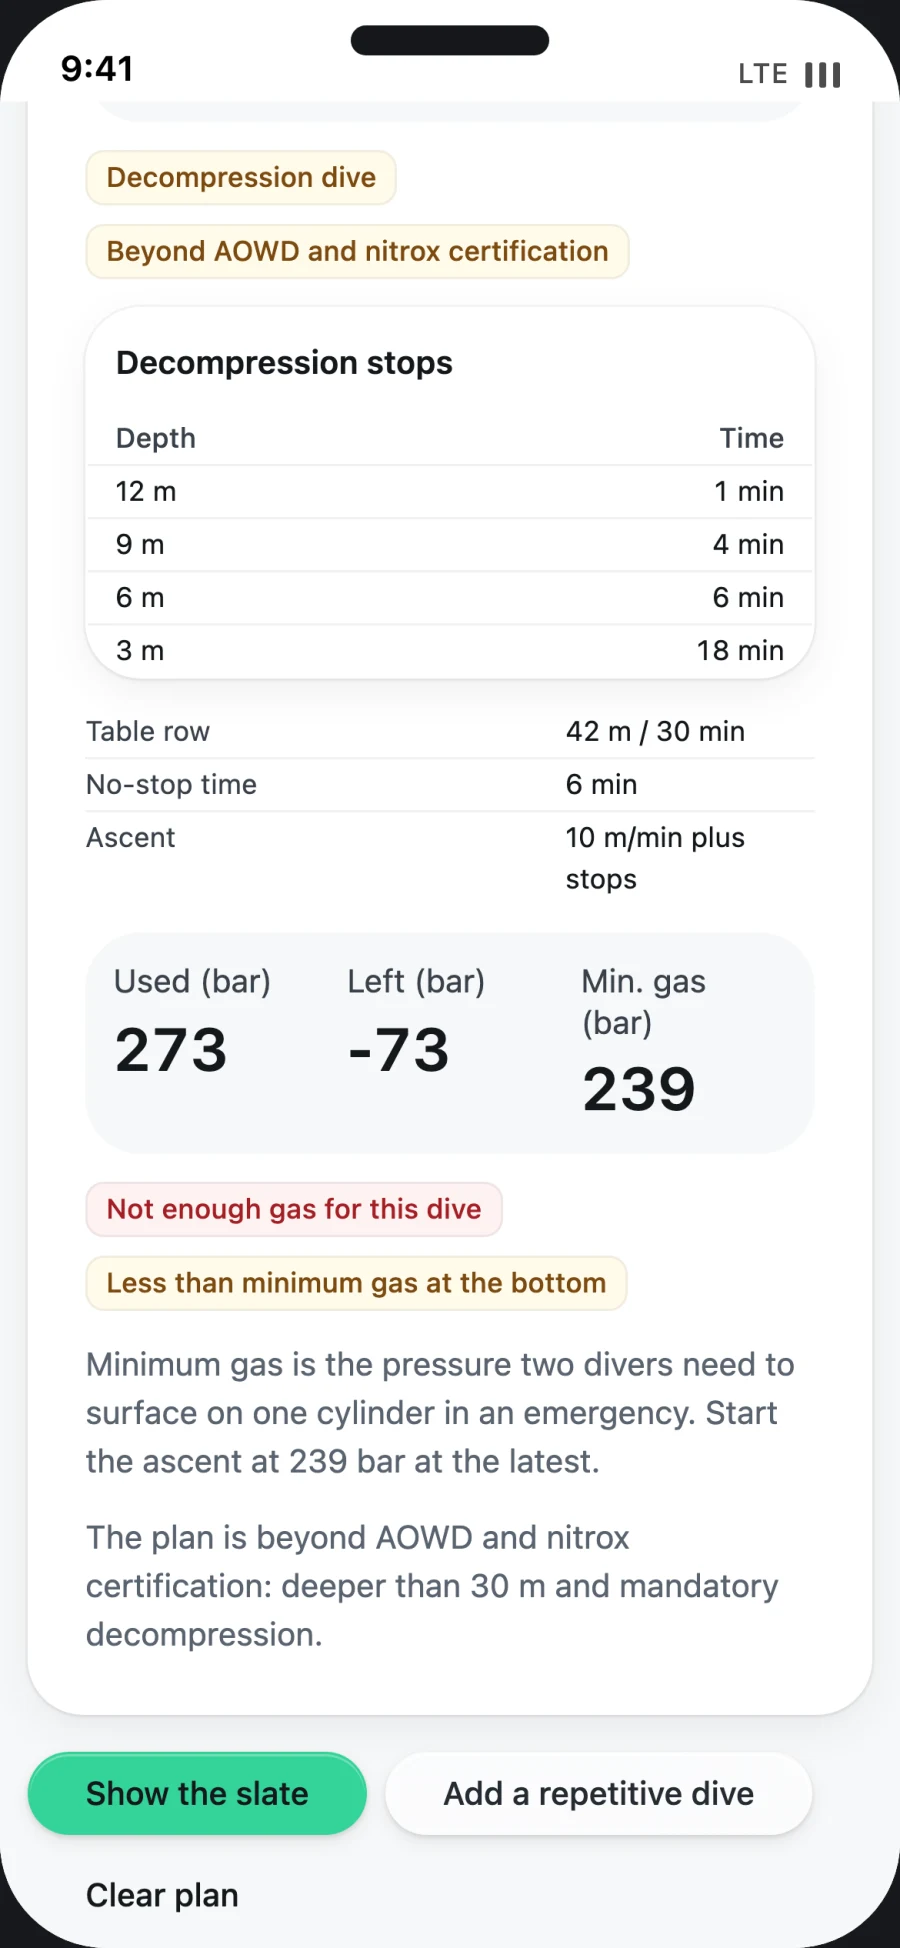 9:41
LTE
Decompression dive
Beyond AOWD and nitrox certification
Decompression stops
Depth Time
12 m 1 min
9 m 4 min
6 m 6 min
3 m 18 min
Table row 42 m / 30 min
No-stop time 6 min
Ascent 10 m/min plus
stops
Used (bar) Left (bar) Min. gas
(bar)
273 -73 239
Not enough gas for this dive
Less than minimum gas at the bottom
Minimum gas is the pressure two divers need to
surface on one cylinder in an emergency. Start
the ascent at 239 bar at the latest.
The plan is beyond AOWD and nitrox
certification: deeper than 30 m and mandatory
decompression.
Show the slate Add a repetitive dive
Clear plan